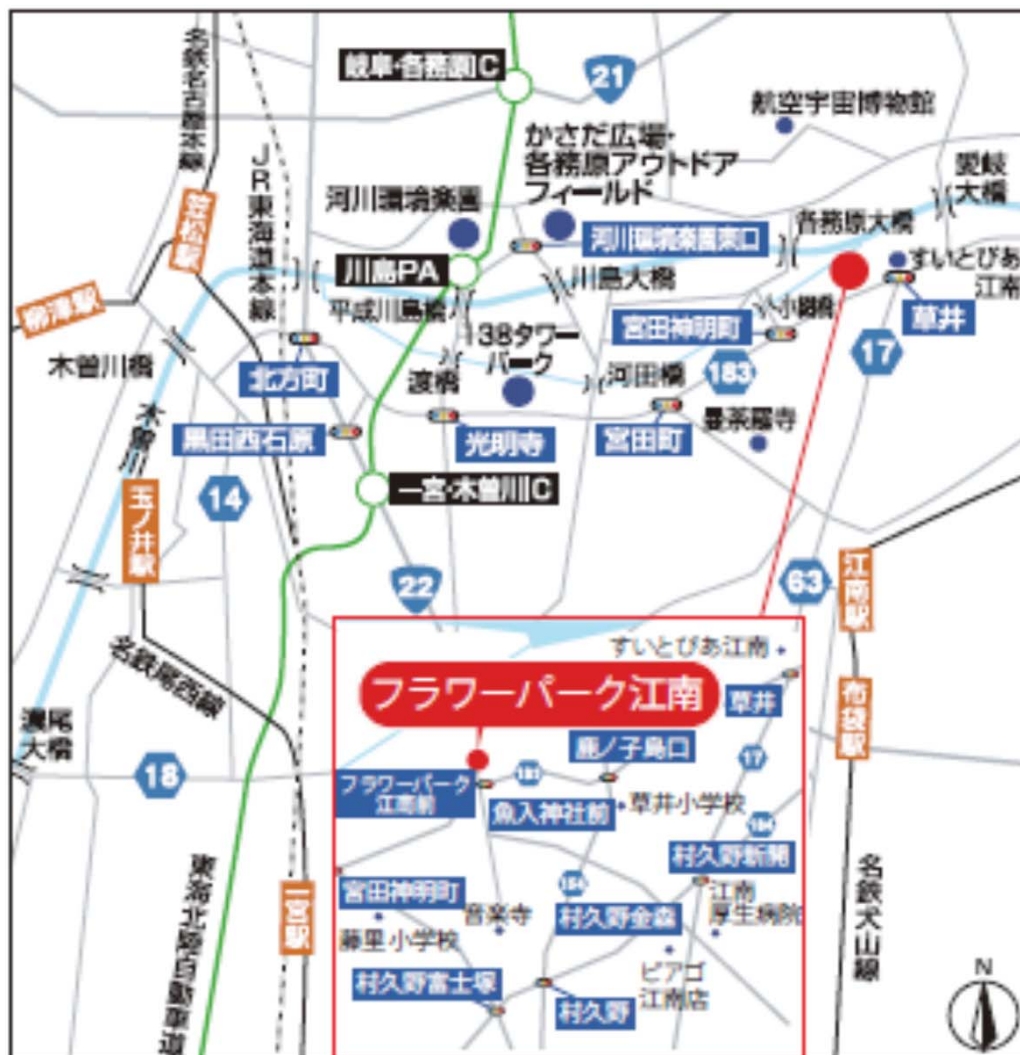 岐阜・各務原IC
21
航空宇宙博物館
名鉄名古屋本線
JR東海道本線
かさだ広場・
各務原アウトドア
フィールド
愛岐
大橋
河川環境楽園
笠松駅
河川環境楽園東口
各務原大橋
川島PA
すいとぴあ
江南
柳津駅
平成川島橋
川島大橋
小網橋
草井
宮田神明町
木曽川橋
138タワー
パーク
17
北方町
渡橋
河田橋
183
黒田西石原
光明寺
宮田町
曼茶羅寺
木曽川
14
一宮・木曽川IC
玉ノ井駅
22
63
江南駅
名鉄尾西線
すいとぴあ江南
フラワーパーク江南
草井
布袋駅
濃尾
大橋
鹿ノ子島口
18
17
183
フラワーパーク
江南前
魚入神社前
草井小学校
184
東海北陸自動車道
村久野新開
名鉄犬山線
宮田神明町
154
江南
厚生病院
一宮駅
音楽寺
村久野金森
藤里小学校
ピアゴ
江南店
村久野富士塚
村久野
N